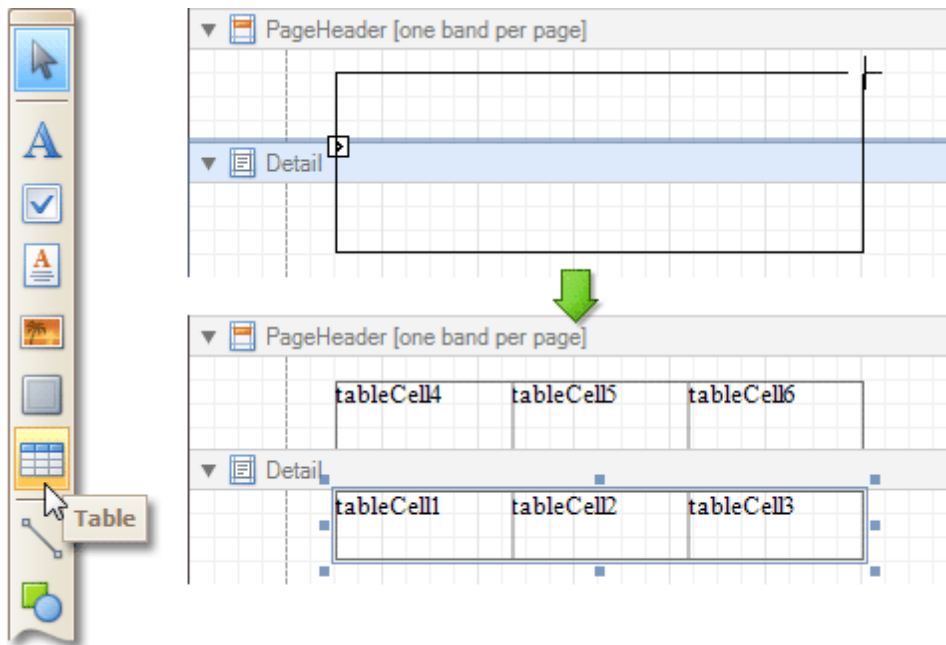 PageHeader [one band per page]
Detail
PageHeader [one band per page]
tableCell4 tableCell5 tableCell6
Detail
tableCell1 tableCell2 tableCell3
A
A
Table